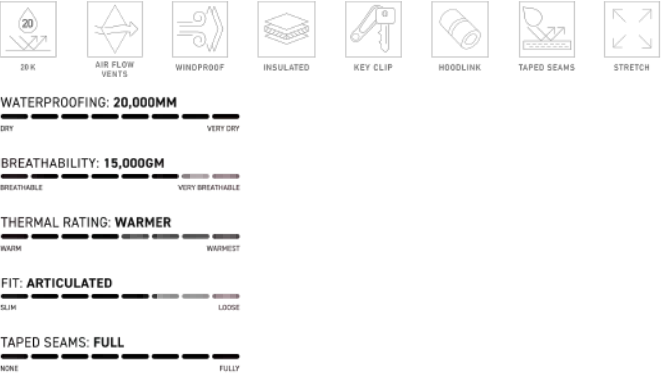 20
20K
AIR FLOW
VENTS
WINDPROOF
INSULATED
KEY CLIP
HOODLINK
TAPED SEAMS
STRETCH
WATERPROOFING: 20,000MM
DRY
VERY DRY
BREATHABILITY: 15,000GM
BREATHABLE
VERY BREATHABLE
THERMAL RATING: WARMER
WARM
WARMEST
FIT: ARTICULATED
SLIM
LOOSE
TAPED SEAMS: FULL
NONE
FULLY